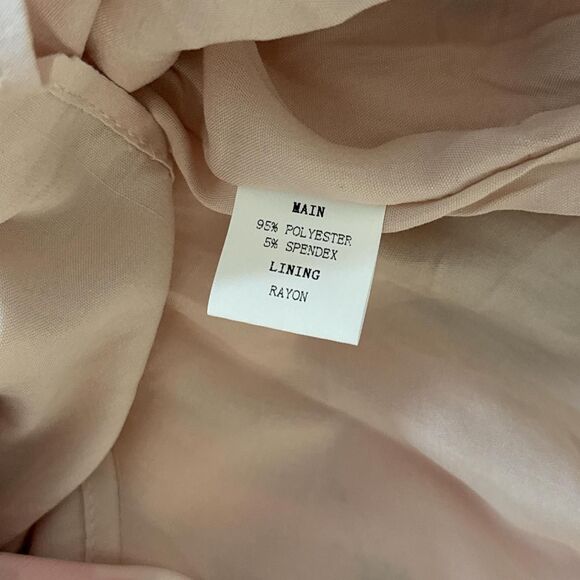 MAIN
95% POLYESTER
5% SPENDEX
LINING
RAYON